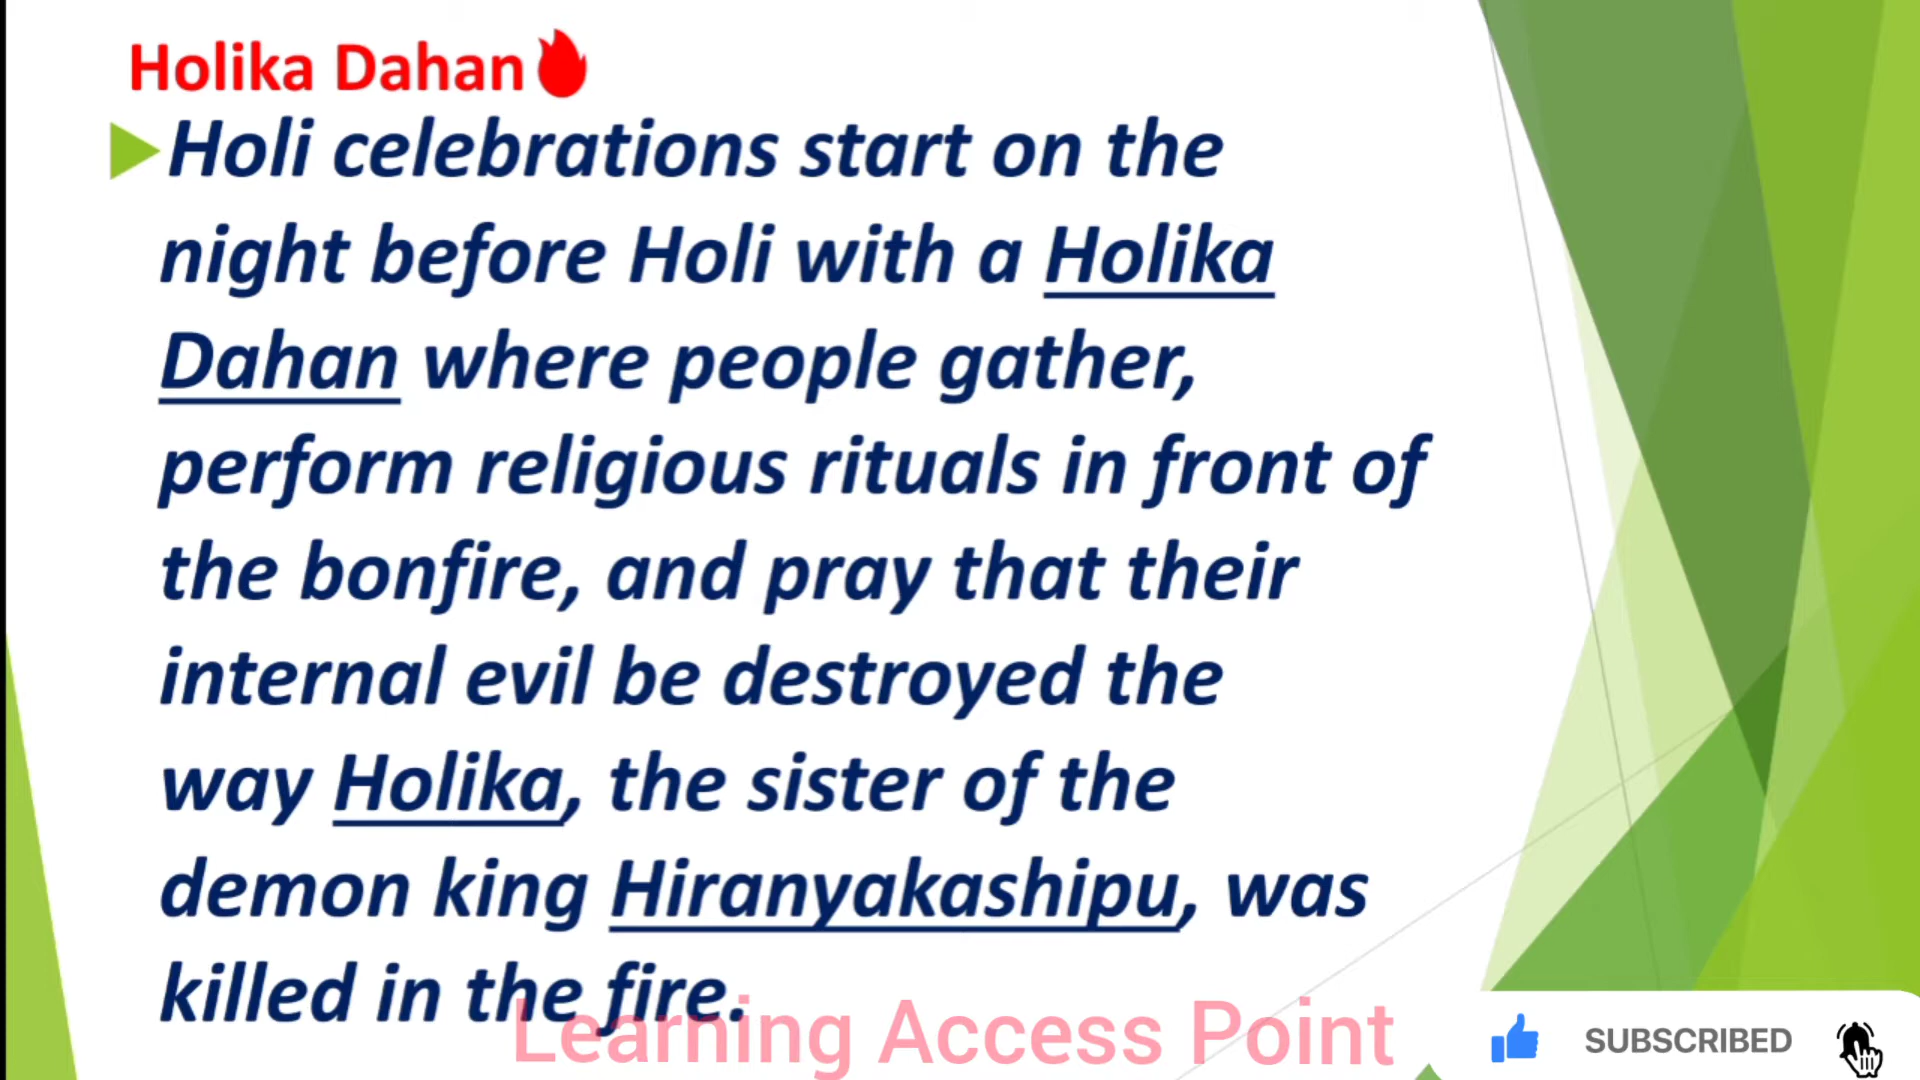 Holika Dahan
Holi celebrations start on the
night before Holi with a Holika
Dahan where people gather,
perform religious rituals in front of
the bonfire, and pray that their
internal evil be destroyed the
way Holika, the sister of the
demon king Hiranyakashipu, was
killed in the fire.
Learning Access Point
SUBSCRIBED